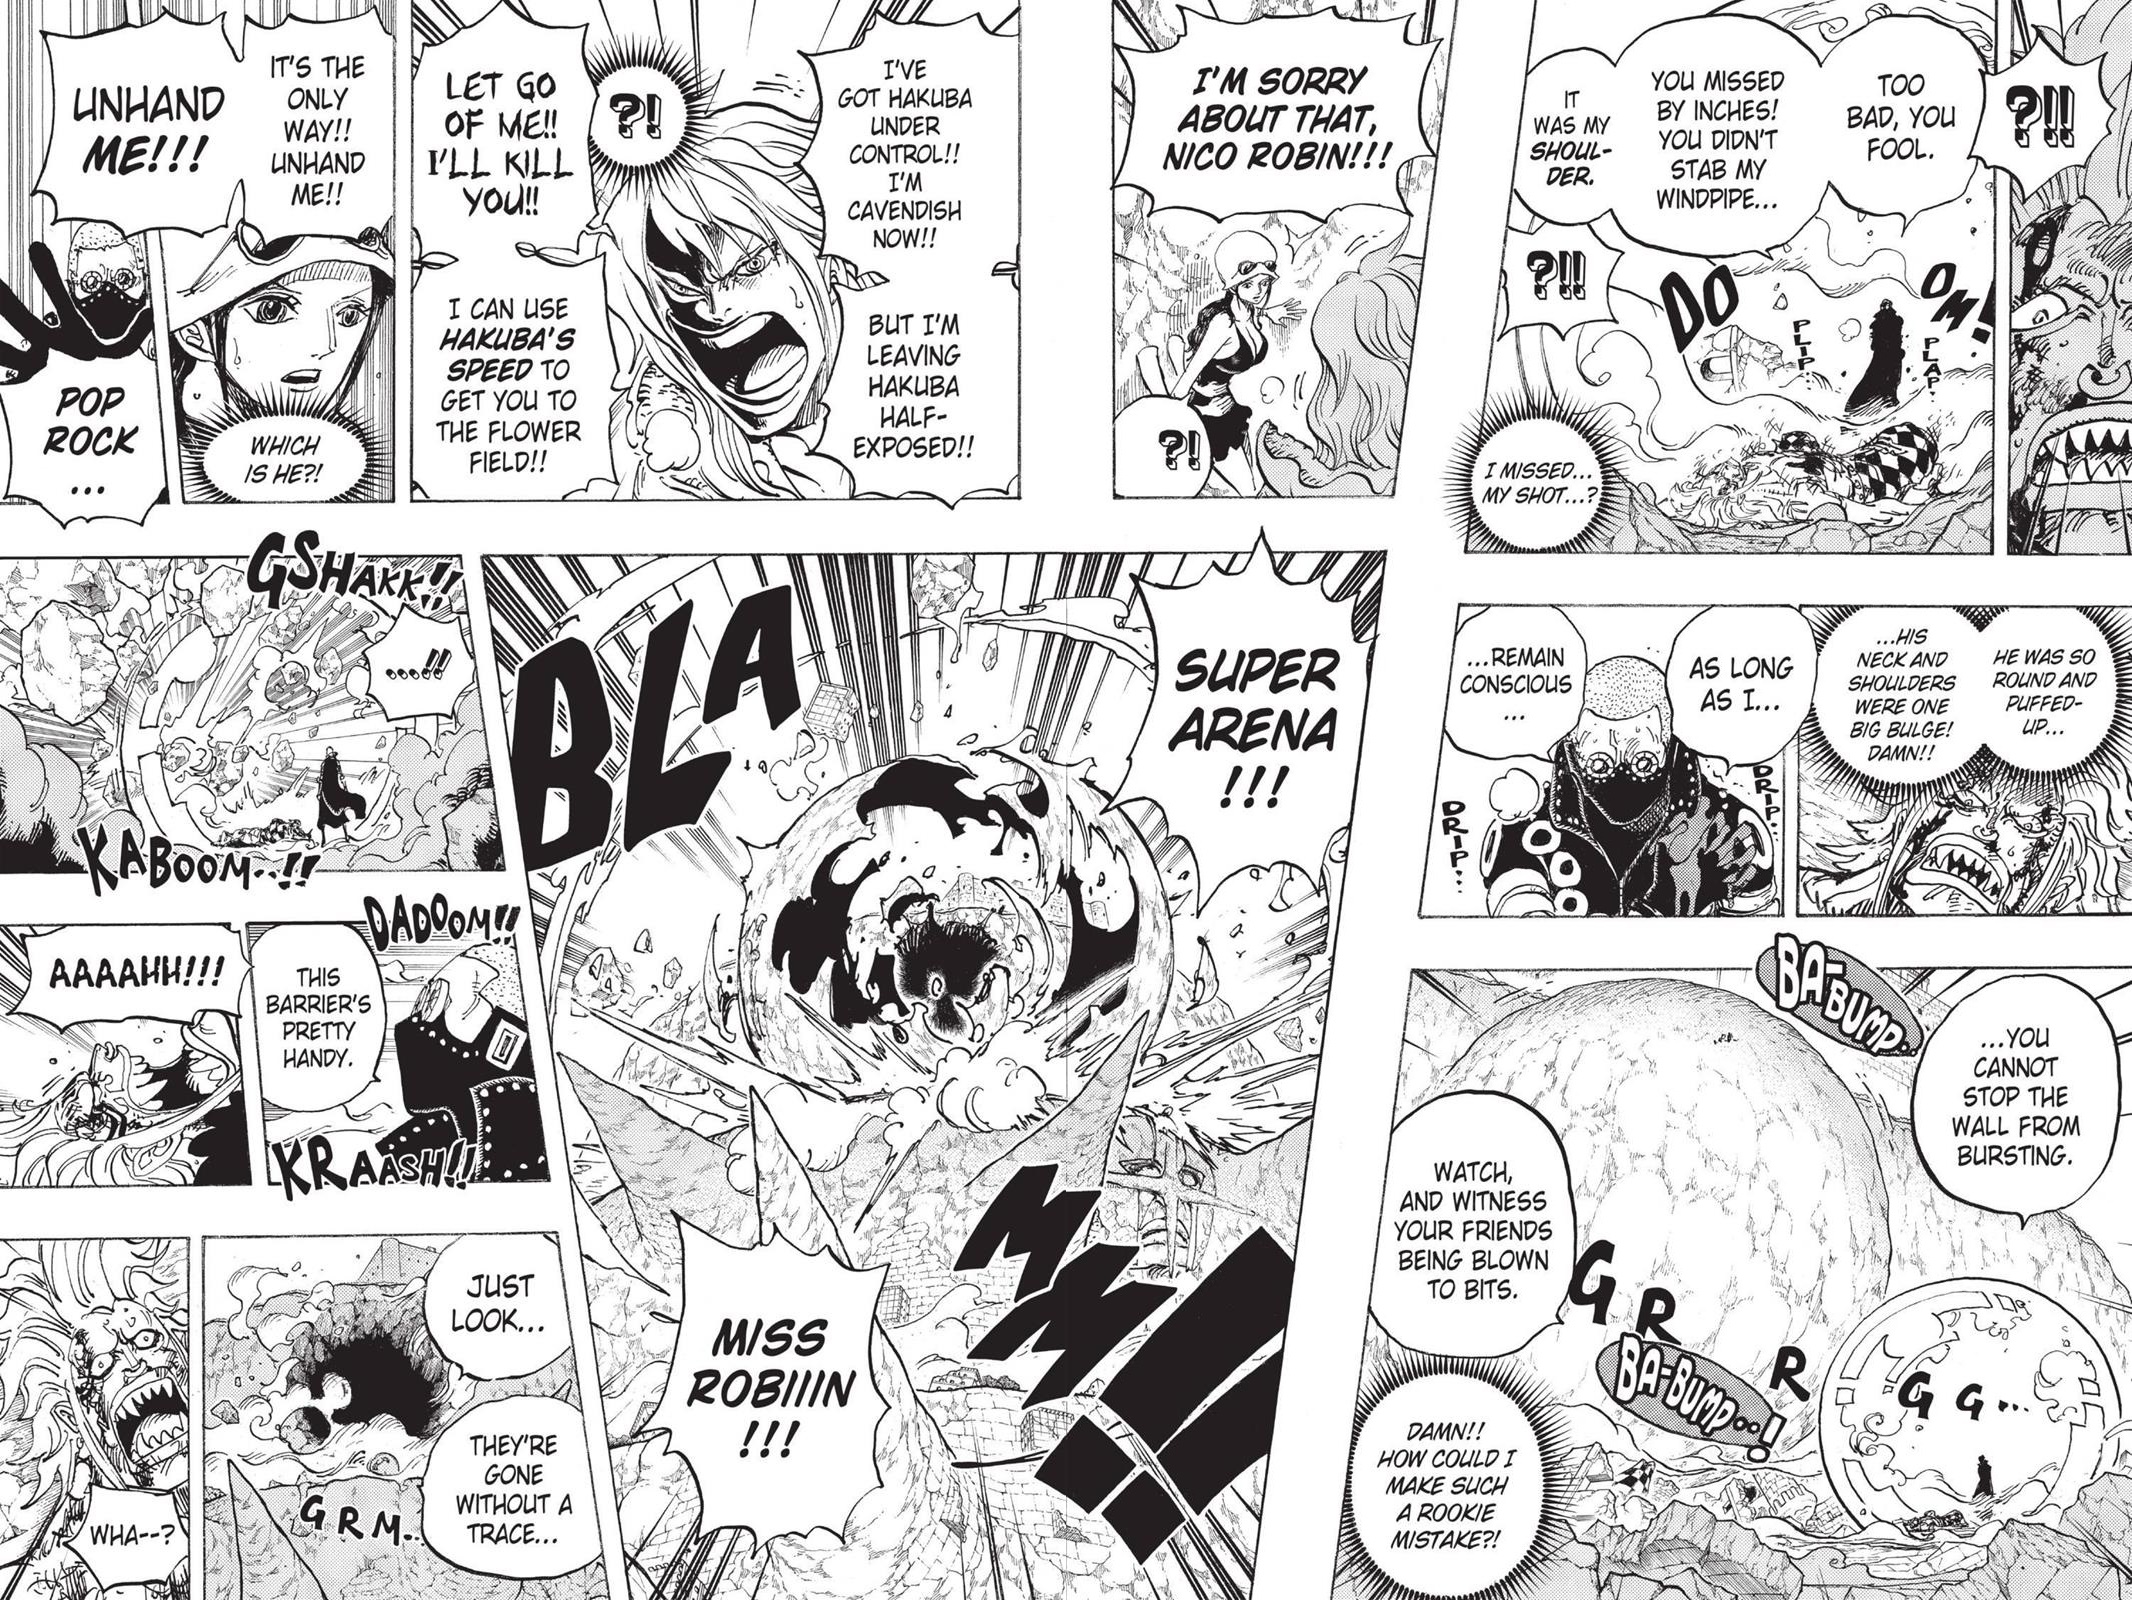 ?!!
TOO
BAD, YOU
FOOL.
YOU MISSED
BY INCHES!
YOU DIDN'T
STAB MY
WINDPIPE...
IT
WAS MY
SHOUL-
DER.
?!!
DO
OM!
PLIP...
PLAP...
I MISSED...
MY SHOT...?
HE WAS SO
ROUND AND
PUFFED-
UP...
...HIS
NECK AND
SHOULDERS
WERE ONE
BIG BULGE!
DAMN!!
AS LONG
AS I...
...REMAIN
CONSCIOUS
...
DRIP...
DRIP...
BA-BUMP...
...YOU
CANNOT
STOP THE
WALL FROM
BURSTING.
WATCH,
AND WITNESS
YOUR FRIENDS
BEING BLOWN
TO BITS.
GRR
GG...
BA-BUMP...!
DAMN!!
HOW COULD I
MAKE SUCH
A ROOKIE
MISTAKE?!
I'M SORRY
ABOUT THAT,
NICO ROBIN!!!
?!
I'VE
GOT HAKUBA
UNDER
CONTROL!!
I'M
CAVENDISH
NOW!!
BUT I'M
LEAVING
HAKUBA
HALF-
EXPOSED!!
?!
LET GO
OF ME!!
I'LL KILL
YOU!!
I CAN USE
HAKUBA'S
SPEED TO
GET YOU TO
THE FLOWER
FIELD!!
IT'S THE
ONLY
WAY!!
UNHAND
ME!!
WHICH
IS HE?!
UNHAND
ME!!!
POP
ROCK
...
SUPER
ARENA
!!!
BLA
MM!!
MISS
ROBIIIN
!!!
GSHAKK!!
...!!
KABOOM..!!
DADOOM!!
THIS
BARRIER'S
PRETTY
HANDY.
KRAASH!!
AAAAHH!!!
JUST
LOOK...
THEY'RE
GONE
WITHOUT A
TRACE...
GRM...
WHA--?